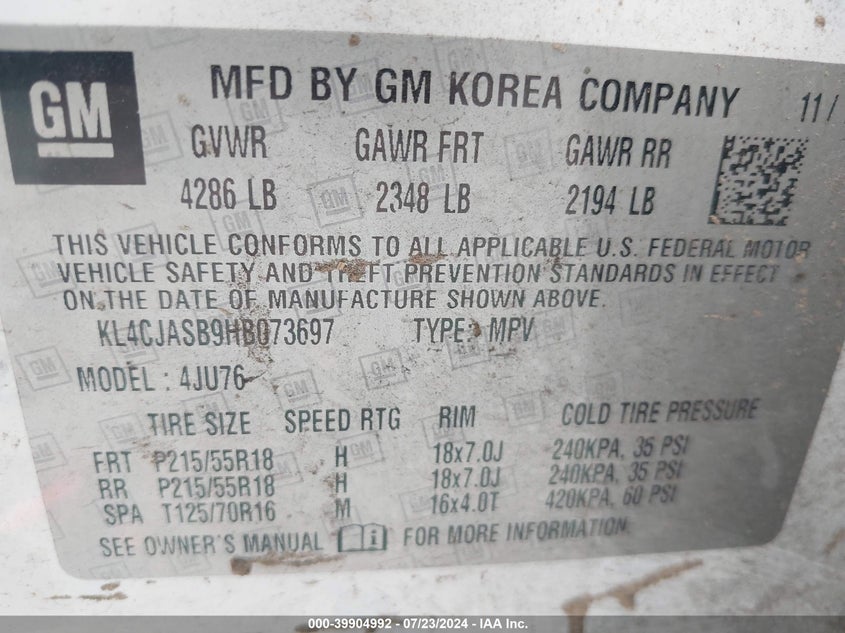 GM
MFD BY GM KOREA COMPANY 11/
GVWR GAWR FRT GAWR RR
4286 LB 2348 LB 2194 LB
THIS VEHICLE CONFORMS TO ALL APPLICABLE U.S. FEDERAL MOTOR
VEHICLE SAFETY AND THEFT PREVENTION STANDARDS IN EFFECT
ON THE DATE OF MANUFACTURE SHOWN ABOVE.
KL4CJASB9HB073697 TYPE: MPV
MODEL : 4JU76
TIRE SIZE SPEED RTG RIM COLD TIRE PRESSURE
FRT P215/55R18 H 18x7.0J 240KPA, 35 PSI
RR P215/55R18 H 18x7.0J 240KPA, 35 PSI
SPA T125/70R16 M 16x4.0T 420KPA, 60 PSI
SEE OWNER'S MANUAL i FOR MORE INFORMATION.
000-39904992 - 07/23/2024 - IAA Inc.